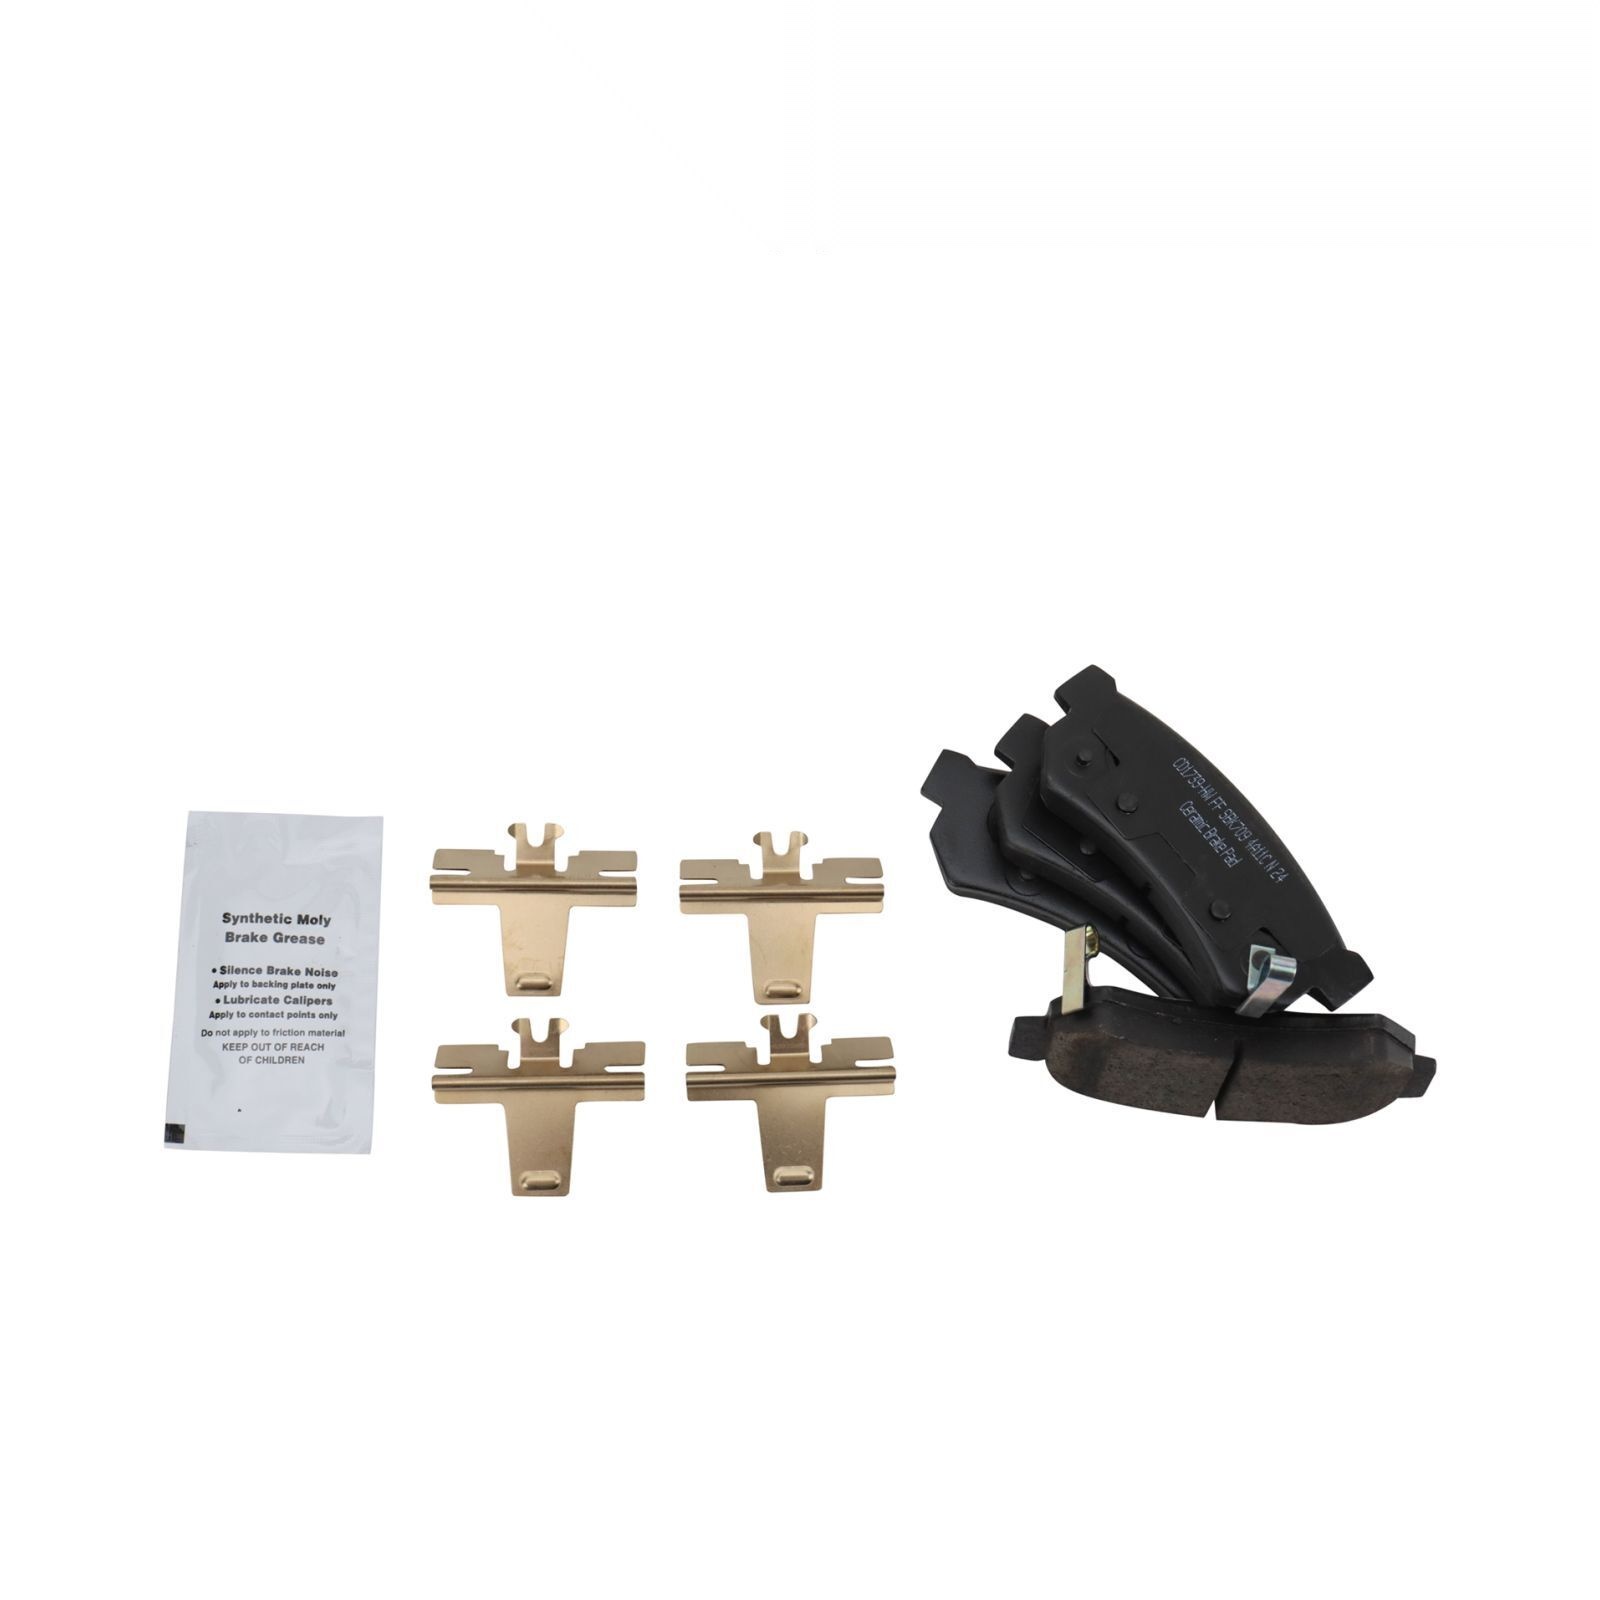 Synthetic Moly
Brake Grease
• Silence Brake Noise
Apply to backing plate only
• Lubricate Calipers
Apply to contact points only
Do not apply to friction material
KEEP OUT OF REACH
OF CHILDREN
CD1739-HW FF SBK709 4A11C N 24
Ceramic Brake Pad